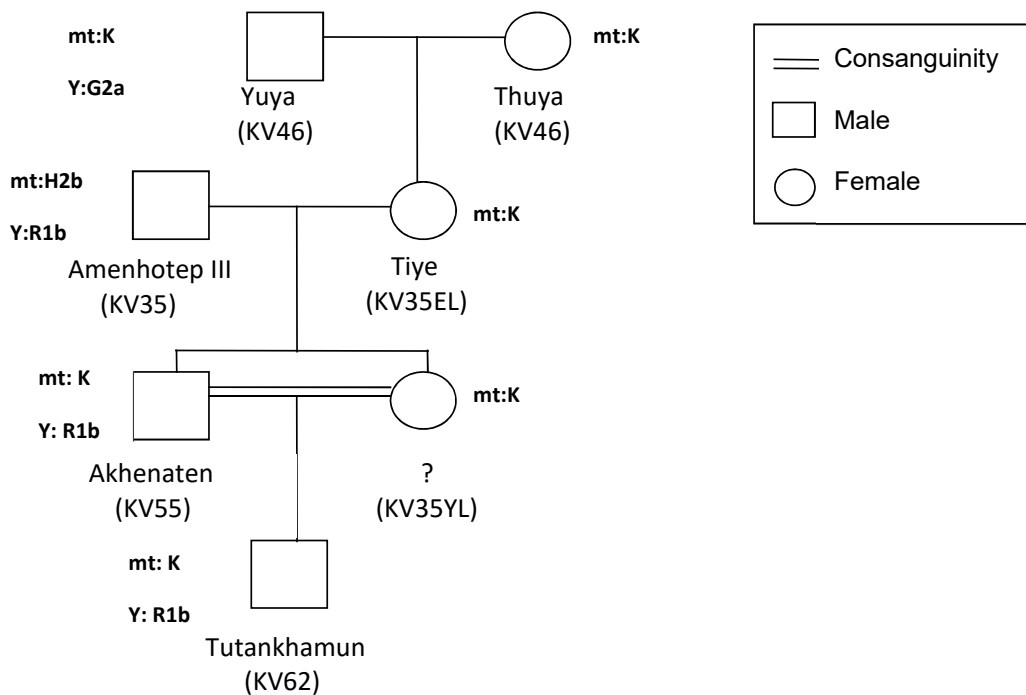 mt:K
Y:G2a
Yuya
(KV46)
Thuya
(KV46)
mt:K
Consanguinity
Male
Female
mt:H2b
Y:R1b
Amenhotep III
(KV35)
Tiye
(KV35EL)
mt:K
mt: K
Y: R1b
Akhenaten
(KV55)
?
(KV35YL)
mt:K
mt: K
Y: R1b
Tutankhamun
(KV62)